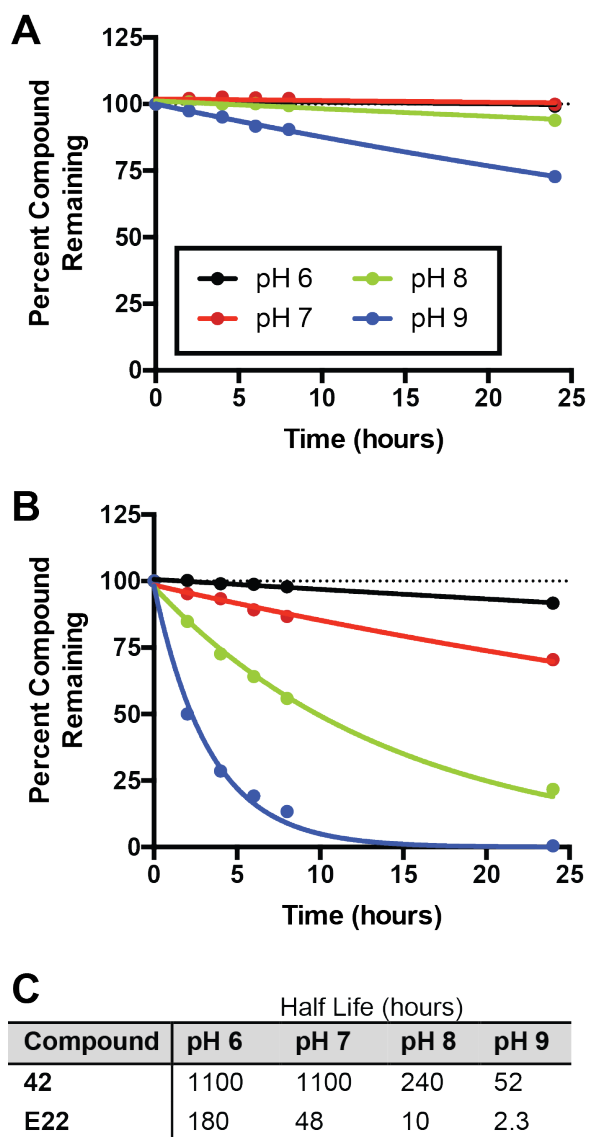 A
Percent Compound
Remaining
125
100
75
50
25
0
pH 6
pH 8
pH 7
pH 9
0
5
10
15
20
25
Time (hours)
B
Percent Compound
Remaining
125
100
75
50
25
0
0
5
10
15
20
25
Time (hours)
C
Half Life (hours)
Compound pH 6 pH 7 pH 8 pH 9
42 1100 1100 240 52
E22 180 48 10 2.3